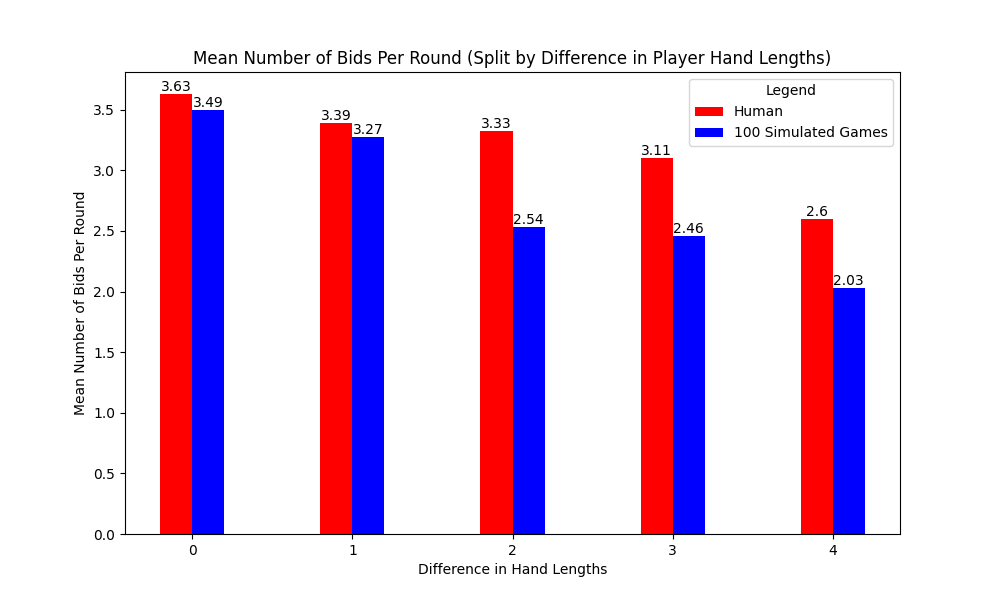 Mean Number of Bids Per Round (Split by Difference in Player Hand Lengths)
Legend
Human
100 Simulated Games
3.63
3.49
3.39
3.27
3.33
2.54
3.11
2.46
2.6
2.03
Mean Number of Bids Per Round
3.5
3.0
2.5
2.0
1.5
1.0
0.5
0.0
0 1 2 3 4
Difference in Hand Lengths